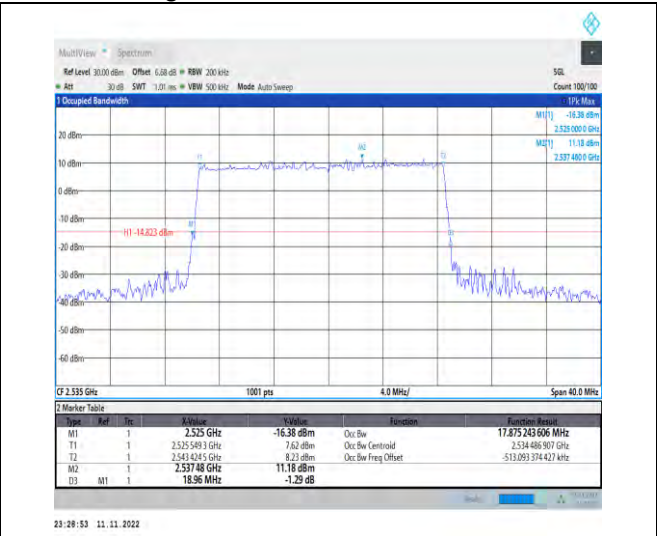 MultiView Spectrum
Ref Level 30.00 dBm Offset 6.68 dB RBW 200 kHz SGL
Att 30 dB SWT 1.01 ms VBW 500 kHz Mode Auto Sweep Count 100/100
1 Occupied Bandwidth 1Pk Max
M1[1] -16.38 dBm
2.525 000 0 GHz
M2[1] 11.18 dBm
2.537 480 0 GHz
20 dBm
M2
T1 T2
10 dBm
0 dBm
-10 dBm
M1
H1 -14.823 dBm
D3
-20 dBm
-30 dBm
-40 dBm
-50 dBm
-60 dBm
CF 2.535 GHz 1001 pts 4.0 MHz/ Span 40.0 MHz
2 Marker Table
Type Ref Trc X-Value Y-Value Function Function Result
M1 1 2.525 GHz -16.38 dBm Occ Bw 17.875 243 606 MHz
T1 1 2.525 549 3 GHz 7.62 dBm Occ Bw Centroid 2.534 486 907 GHz
T2 1 2.543 424 5 GHz 8.23 dBm Occ Bw Freq Offset -513.093 374 427 kHz
M2 1 2.537 48 GHz 11.18 dBm
D3 M1 1 18.96 MHz -1.29 dB
23:28:53 11.11.2022